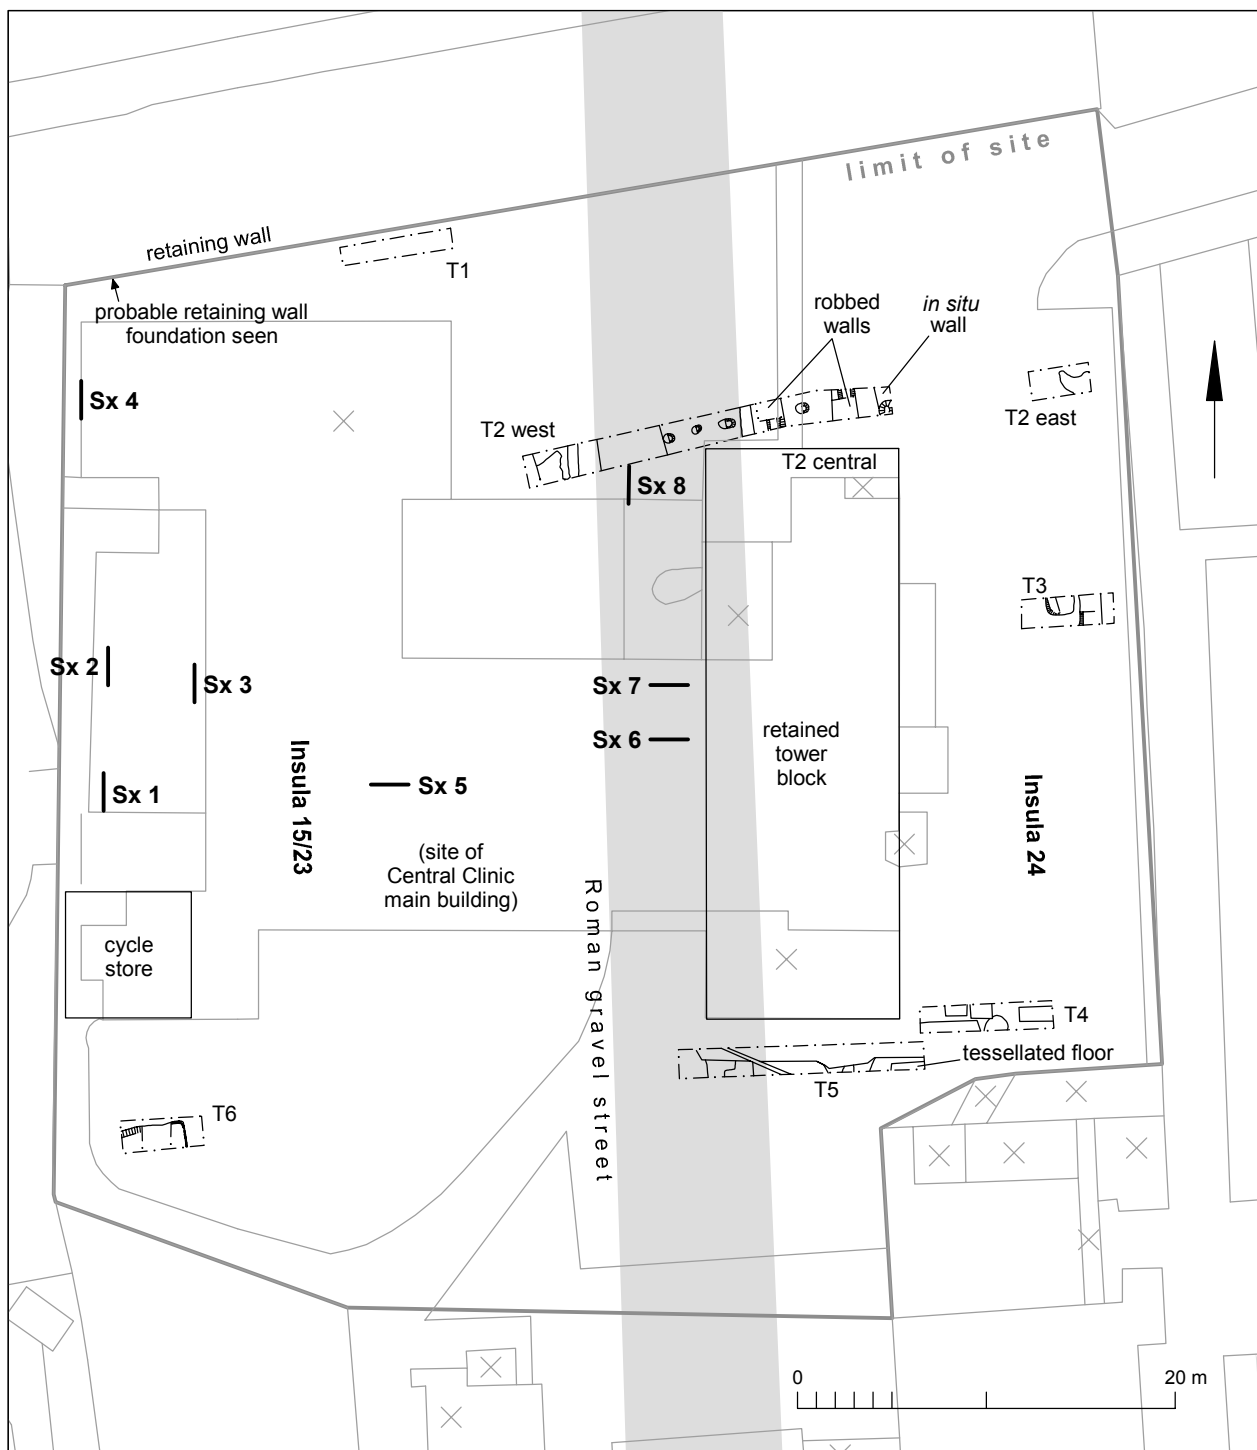 limit of site
retaining wall
T1
probable retaining wall
foundation seen
robbed
walls
in situ
wall
Sx 4
T2 west
T2 east
T2 central
Sx 8
T3
Sx 2
Sx 3
Sx 7
Sx 6
retained
tower
block
Insula 15/23
Insula 24
Sx 1
Sx 5
(site of
Central Clinic
main building)
Roman gravel street
cycle
store
T4
tessellated floor
T5
T6
0
20 m